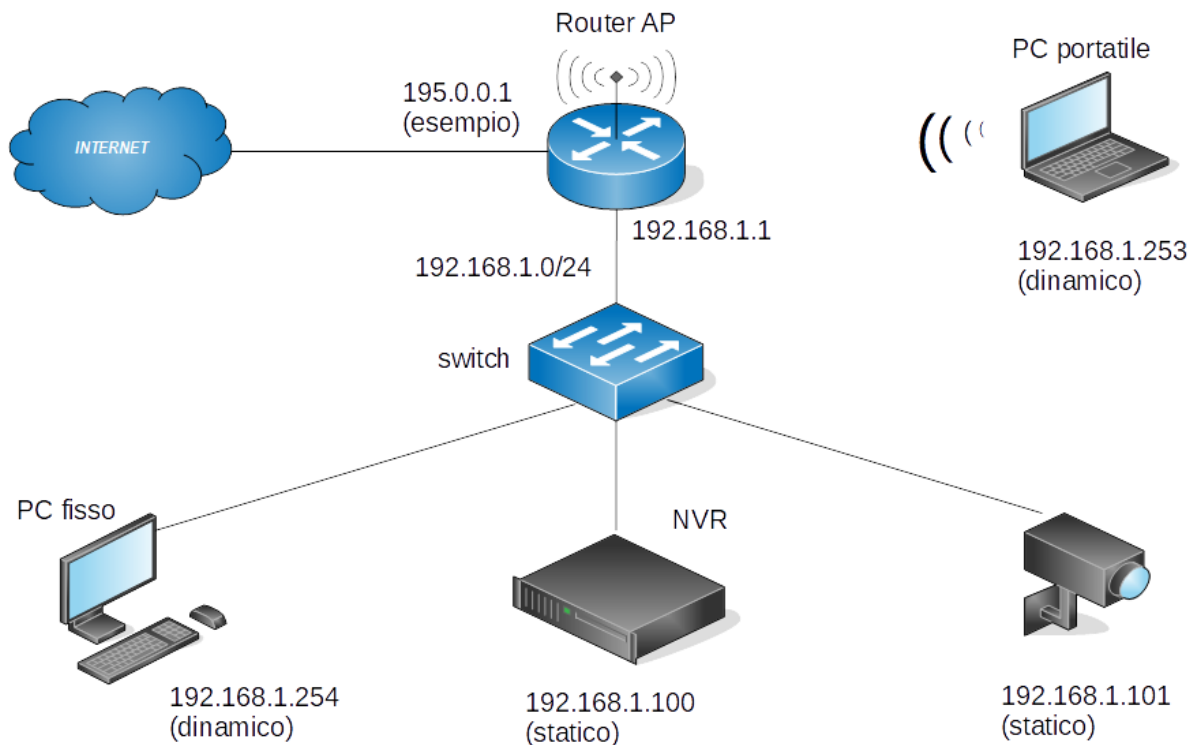 Router AP
PC portatile
195.0.0.1
(esempio)
INTERNET
192.168.1.1
192.168.1.253
(dinamico)
192.168.1.0/24
switch
PC fisso
NVR
192.168.1.254
(dinamico)
192.168.1.100
(statico)
192.168.1.101
(statico)